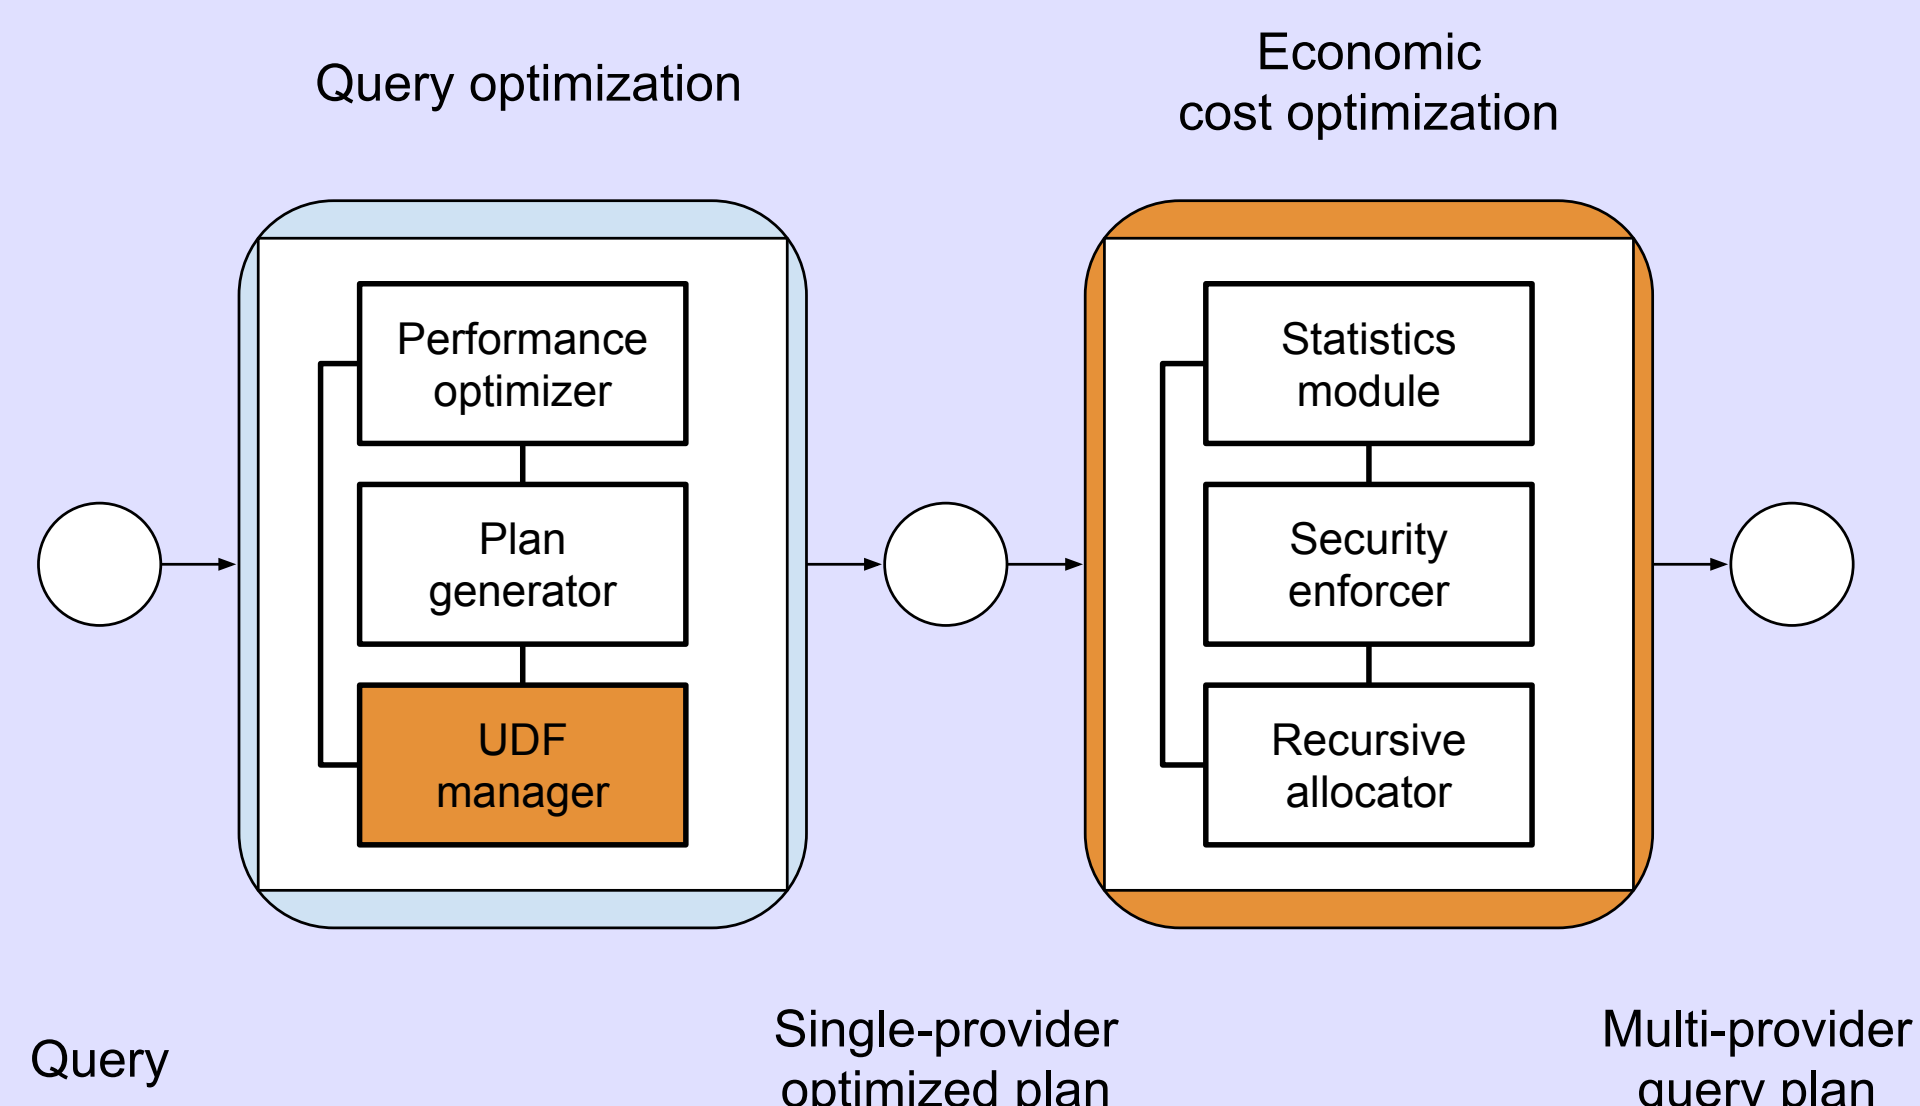 Query optimization
Economic
cost optimization
Performance
optimizer
Plan
generator
UDF
manager
Statistics
module
Security
enforcer
Recursive
allocator
Query
Single-provider
optimized plan
Multi-provider
query plan